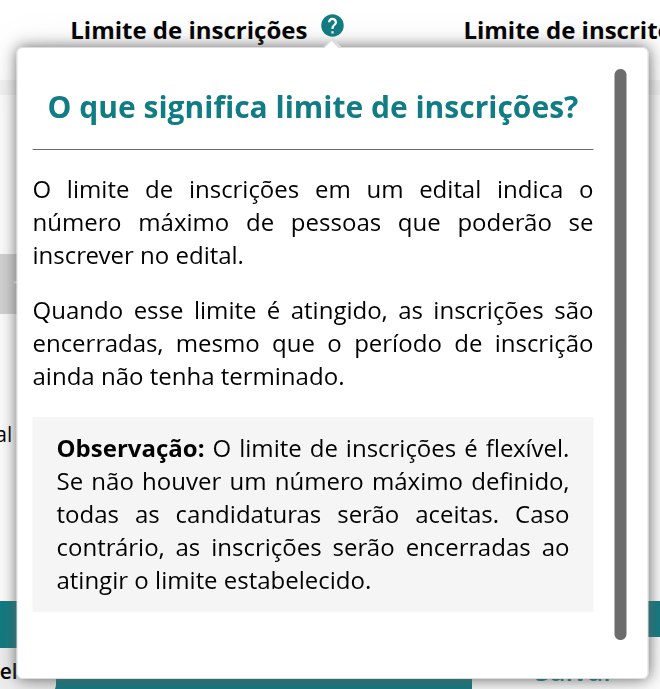 Limite de inscrições ?
Limite de inscrito
O que significa limite de inscrições?
O limite de inscrições em um edital indica o
número máximo de pessoas que poderão se
inscrever no edital.
Quando esse limite é atingido, as inscrições são
encerradas, mesmo que o período de inscrição
ainda não tenha terminado.
al
Observação: O limite de inscrições é flexível.
Se não houver um número máximo definido,
todas as candidaturas serão aceitas. Caso
contrário, as inscrições serão encerradas ao
atingir o limite estabelecido.
el